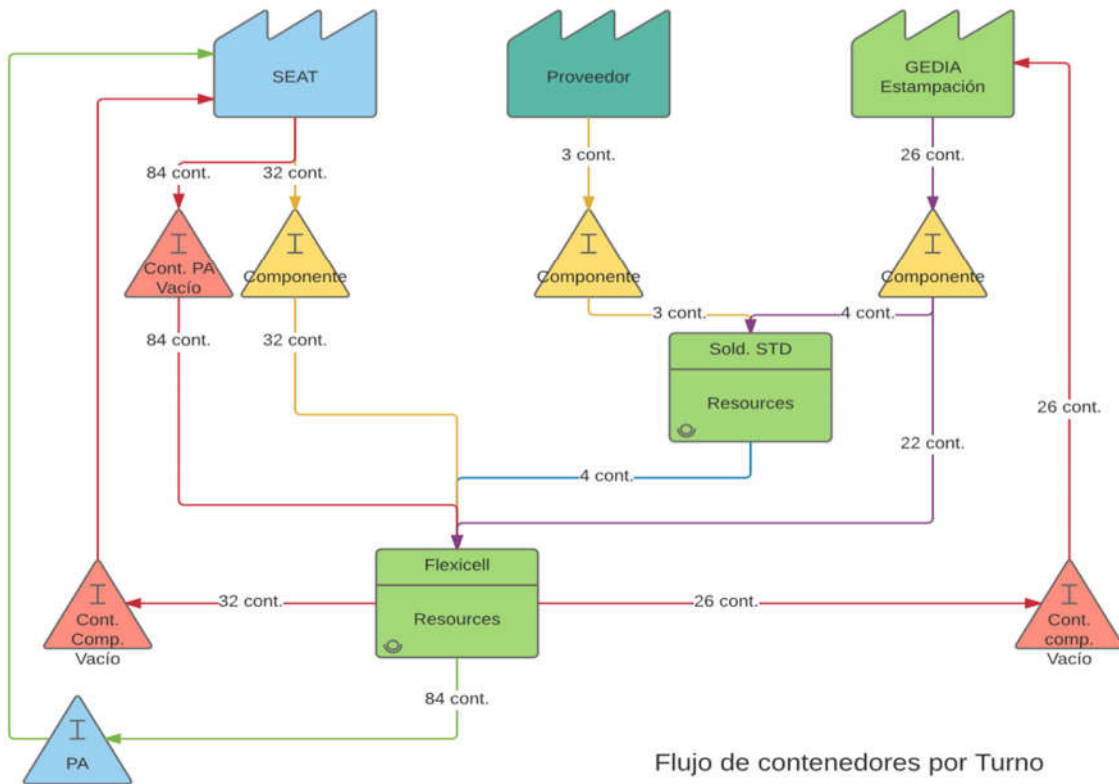 SEAT
Proveedor
GEDIA
Estampación
84 cont.
32 cont.
3 cont.
26 cont.
I
Cont. PA
Vacío
I
Componente
I
Componente
I
Componente
84 cont.
32 cont.
3 cont.
4 cont.
Sold. STD
Resources
26 cont.
22 cont.
4 cont.
Flexicell
Resources
32 cont.
26 cont.
I
Cont.
Comp.
Vacío
I
Cont.
comp.
Vacío
84 cont.
I
PA
Flujo de contenedores por Turno